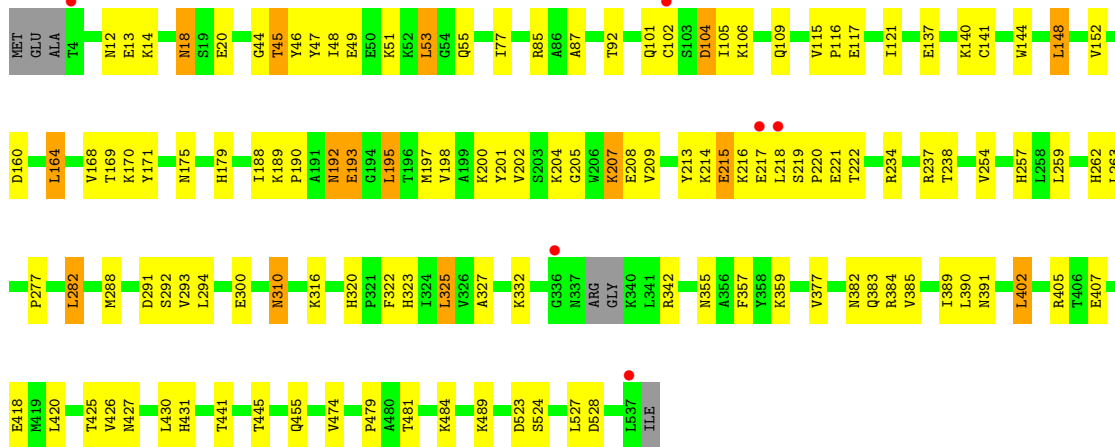 MET GLU ALA T4 N12 E13 K14 N18 S19 E20 G44 T45 Y46 Y47 I48 E49 E50 K51 K52 L53 G54 Q55 I77 R85 A86 A87 T92 Q101 C102 S103 D104 I105 K106 Q109 V115 P116 E117 I121 E137 K140 C141 W144 L148 V152
D160 L164 V168 T169 K170 Y171 N175 H179 I188 K189 P190 A191 N192 E193 G194 L195 T196 M197 V198 A199 K200 Y201 V202 S203 K204 G205 W206 K207 E208 V209 Y213 K214 E215 K216 E217 L218 S219 P220 E221 T222 R234 R237 T238 V254 H257 L258 L259 H262 L263
P277 L282 M288 D291 S292 V293 L294 E300 N310 K316 H320 P321 F322 H323 I324 L325 V326 A327 K332 G336 N337 ARG GLY K340 L341 R342 N355 A356 F357 Y358 K359 V377 N382 Q383 R384 V385 I389 L390 N391 L402 R405 T406 E407
E418 M419 L420 T425 V426 N427 L430 H431 T441 T445 Q455 V474 P479 A480 T481 K484 K489 D523 S524 L527 D528 L537 ILE